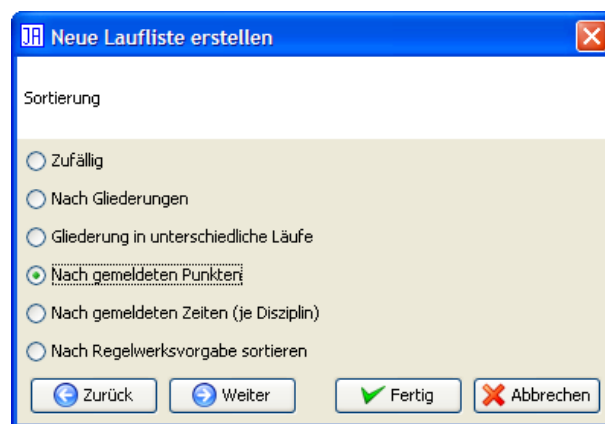 JA Neue Laufliste erstellen
Sortierung
Zufällig
Nach Gliederungen
Gliederung in unterschiedliche Läufe
Nach gemeldeten Punkten
Nach gemeldeten Zeiten (je Disziplin)
Nach Regelwerksvorgabe sortieren
Zurück Weiter Fertig Abbrechen